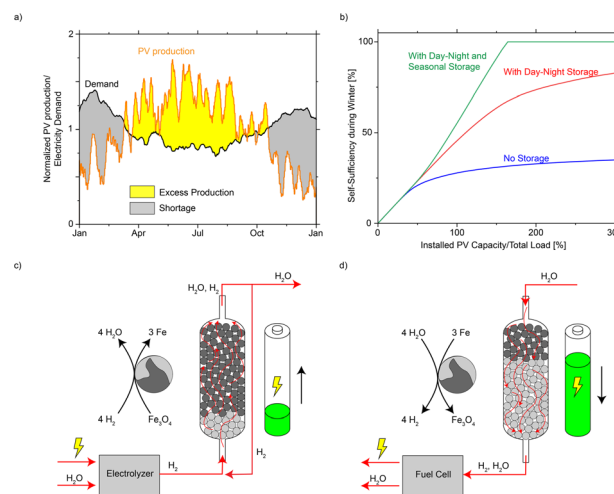 a)
PV production
Demand
Normalized PV production/
Electricity Demand
2
1
0
Excess Production
Shortage
Jan
Apr
Jul
Oct
Jan
b)
With Day-Night and
Seasonal Storage
With Day-Night Storage
No Storage
Self-Sufficiency during Winter [%]
100
75
50
25
0
0
100
200
300
Installed PV Capacity/Total Load [%]
c)
H₂O
H₂O, H₂
4 H₂O
3 Fe
4 H₂
Fe₃O₄
H₂
H₂
H₂O
Electrolyzer
d)
H₂O
4 H₂O
3 Fe
4 H₂
Fe₃O₄
H₂, H₂O
H₂O
Fuel Cell